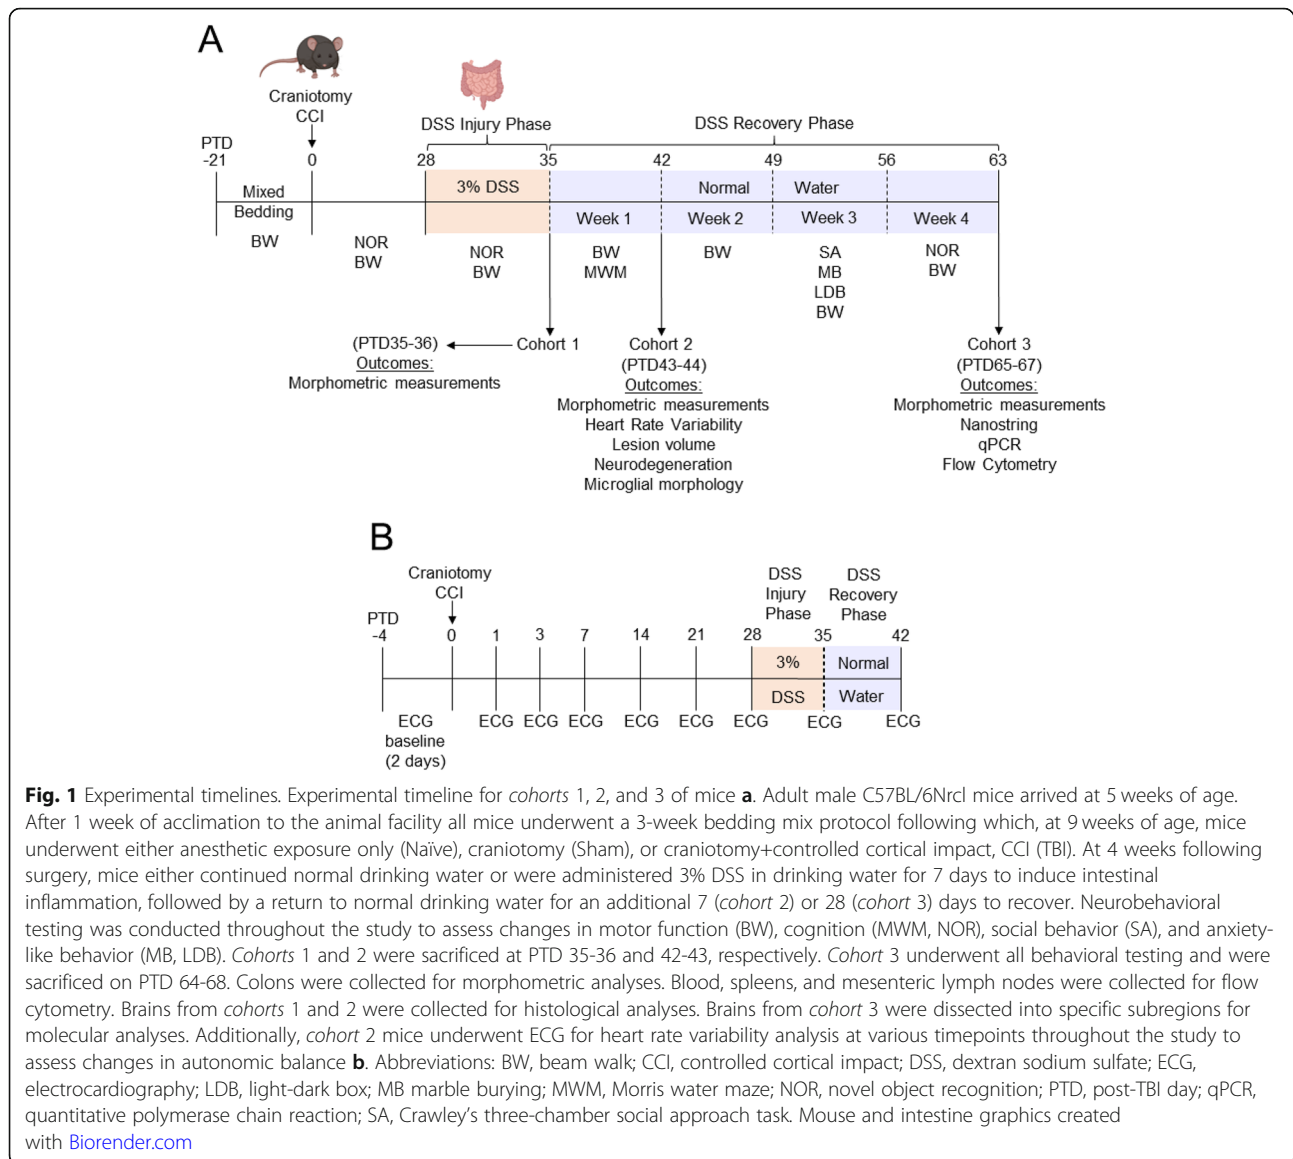 A
Craniotomy
CCI
DSS Injury Phase
DSS Recovery Phase
PTD
-21 0 28 35 42 49 56 63
Mixed
Bedding
3% DSS
Normal Water
Week 1 Week 2 Week 3 Week 4
BW
NOR
BW
NOR
BW
BW
MWM
BW
SA
MB
LDB
BW
NOR
BW
(PTD35-36)
Outcomes:
Morphometric measurements
Cohort 1
Cohort 2
(PTD43-44)
Outcomes:
Morphometric measurements
Heart Rate Variability
Lesion volume
Neurodegeneration
Microglial morphology
Cohort 3
(PTD65-67)
Outcomes:
Morphometric measurements
Nanostring
qPCR
Flow Cytometry
B
Craniotomy
CCI
DSS
Injury
Phase
DSS
Recovery
Phase
PTD
-4 0 1 3 7 14 21 28 35 42
3%
DSS
Normal
Water
ECG
baseline
(2 days)
ECG ECG ECG ECG ECG ECG ECG ECG
Fig. 1 Experimental timelines. Experimental timeline for cohorts 1, 2, and 3 of mice a. Adult male C57BL/6Nrcl mice arrived at 5 weeks of age.
After 1 week of acclimation to the animal facility all mice underwent a 3-week bedding mix protocol following which, at 9 weeks of age, mice
underwent either anesthetic exposure only (Naïve), craniotomy (Sham), or craniotomy+controlled cortical impact, CCI (TBI). At 4 weeks following
surgery, mice either continued normal drinking water or were administered 3% DSS in drinking water for 7 days to induce intestinal
inflammation, followed by a return to normal drinking water for an additional 7 (cohort 2) or 28 (cohort 3) days to recover. Neurobehavioral
testing was conducted throughout the study to assess changes in motor function (BW), cognition (MWM, NOR), social behavior (SA), and anxiety-
like behavior (MB, LDB). Cohorts 1 and 2 were sacrificed at PTD 35-36 and 42-43, respectively. Cohort 3 underwent all behavioral testing and were
sacrificed on PTD 64-68. Colons were collected for morphometric analyses. Blood, spleens, and mesenteric lymph nodes were collected for flow
cytometry. Brains from cohorts 1 and 2 were collected for histological analyses. Brains from cohort 3 were dissected into specific subregions for
molecular analyses. Additionally, cohort 2 mice underwent ECG for heart rate variability analysis at various timepoints throughout the study to
assess changes in autonomic balance b. Abbreviations: BW, beam walk; CCI, controlled cortical impact; DSS, dextran sodium sulfate; ECG,
electrocardiography; LDB, light-dark box; MB marble burying; MWM, Morris water maze; NOR, novel object recognition; PTD, post-TBI day; qPCR,
quantitative polymerase chain reaction; SA, Crawley's three-chamber social approach task. Mouse and intestine graphics created
with Biorender.com